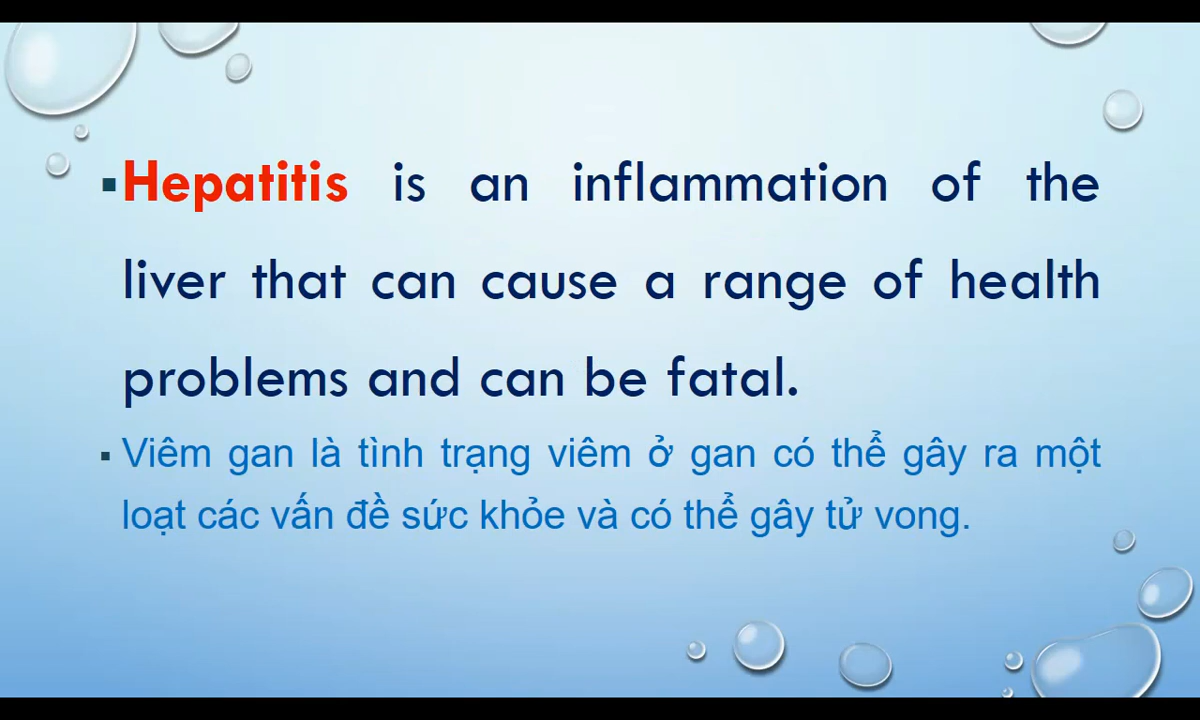 ▪Hepatitis is an inflammation of the
liver that can cause a range of health
problems and can be fatal.
▪ Viêm gan là tình trạng viêm ở gan có thể gây ra một
loạt các vấn đề sức khỏe và có thể gây tử vong.